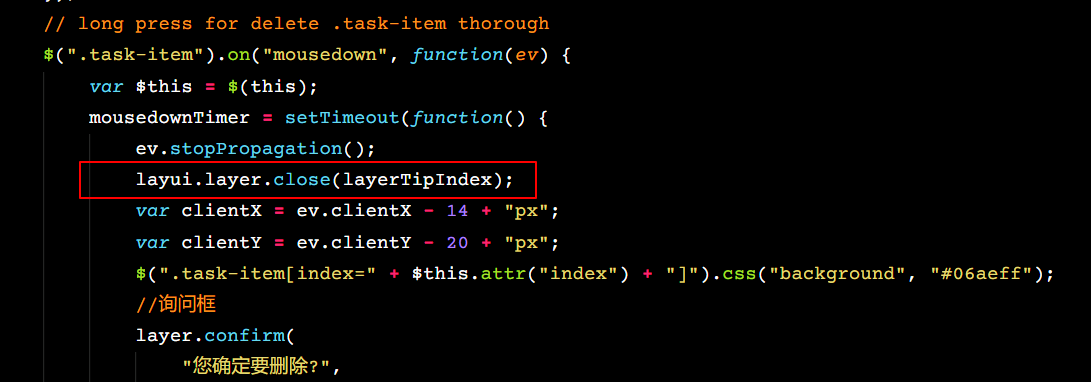 // long press for delete .task-item thorough
$(".task-item").on("mousedown", function(ev) {
var $this = $(this);
mousedownTimer = setTimeout(function() {
ev.stopPropagation();
layui.layer.close(layerTipIndex);
var clientX = ev.clientX - 14 + "px";
var clientY = ev.clientY - 20 + "px";
$(".task-item[index=" + $this.attr("index") + "]").css("background", "#06aeff");
//询问框
layer.confirm(
"您确定要删除?",